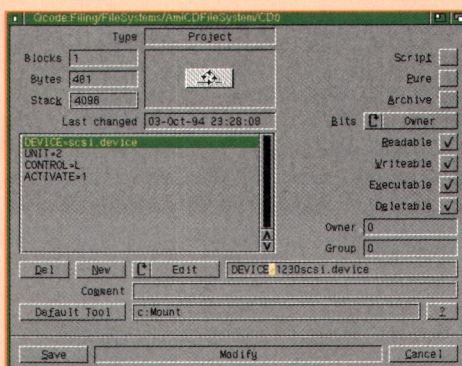 Qcode:Filing/FileSystems/AmiCDFileSystem/CD0
Type Project
Blocks 1
Bytes 481
Stack 4096
Last changed 03-Oct-94 23:28:08
Script
Pure
Archive
Bits Owner
Readable
Writeable
Executable
Deletable
Owner 0
Group 0
DEVICE=scsi.device
UNIT=2
CONTROL=L
ACTIVATE=1
Del New Edit DEVICE=1230scsi.device
Comment
Default Tool c:Mount ?
Save Modify Cancel